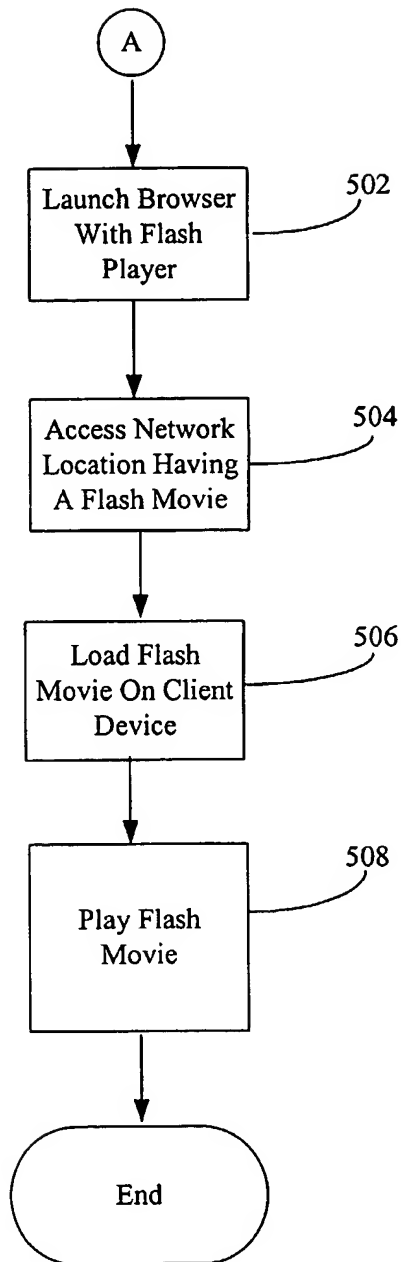 A
Launch Browser
With Flash
Player
502
Access Network
Location Having
A Flash Movie
504
Load Flash
Movie On Client
Device
506
Play Flash
Movie
508
End